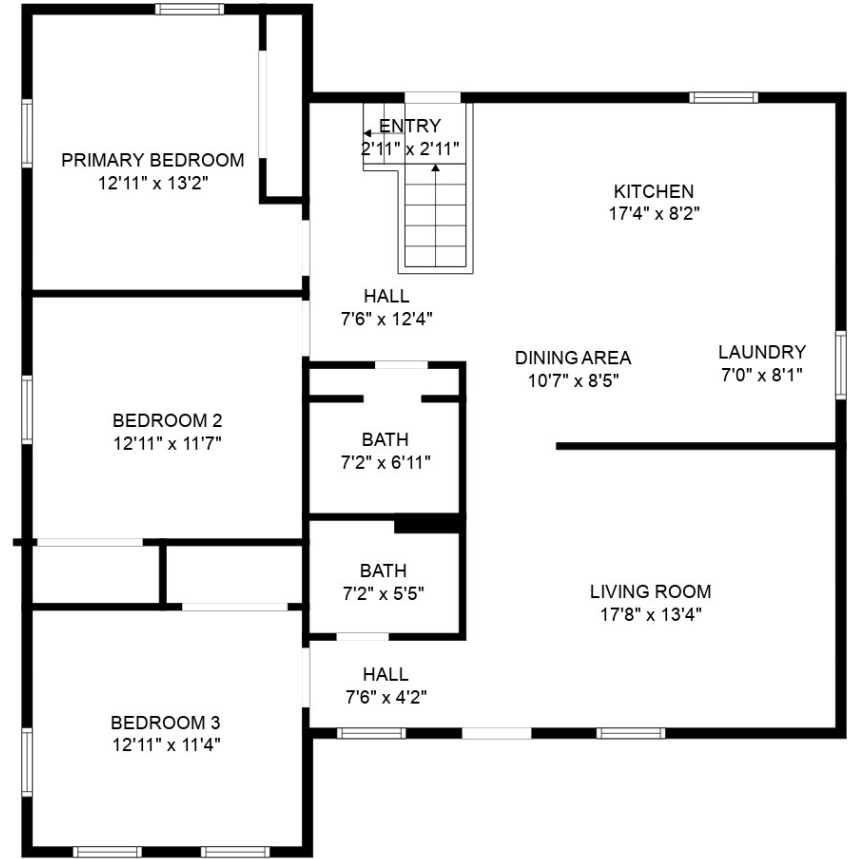 ENTRY
2'11" x 2'11"
PRIMARY BEDROOM
12'11" x 13'2"
KITCHEN
17'4" x 8'2"
HALL
7'6" x 12'4"
DINING AREA
10'7" x 8'5"
LAUNDRY
7'0" x 8'1"
BEDROOM 2
12'11" x 11'7"
BATH
7'2" x 6'11"
BATH
7'2" x 5'5"
LIVING ROOM
17'8" x 13'4"
HALL
7'6" x 4'2"
BEDROOM 3
12'11" x 11'4"